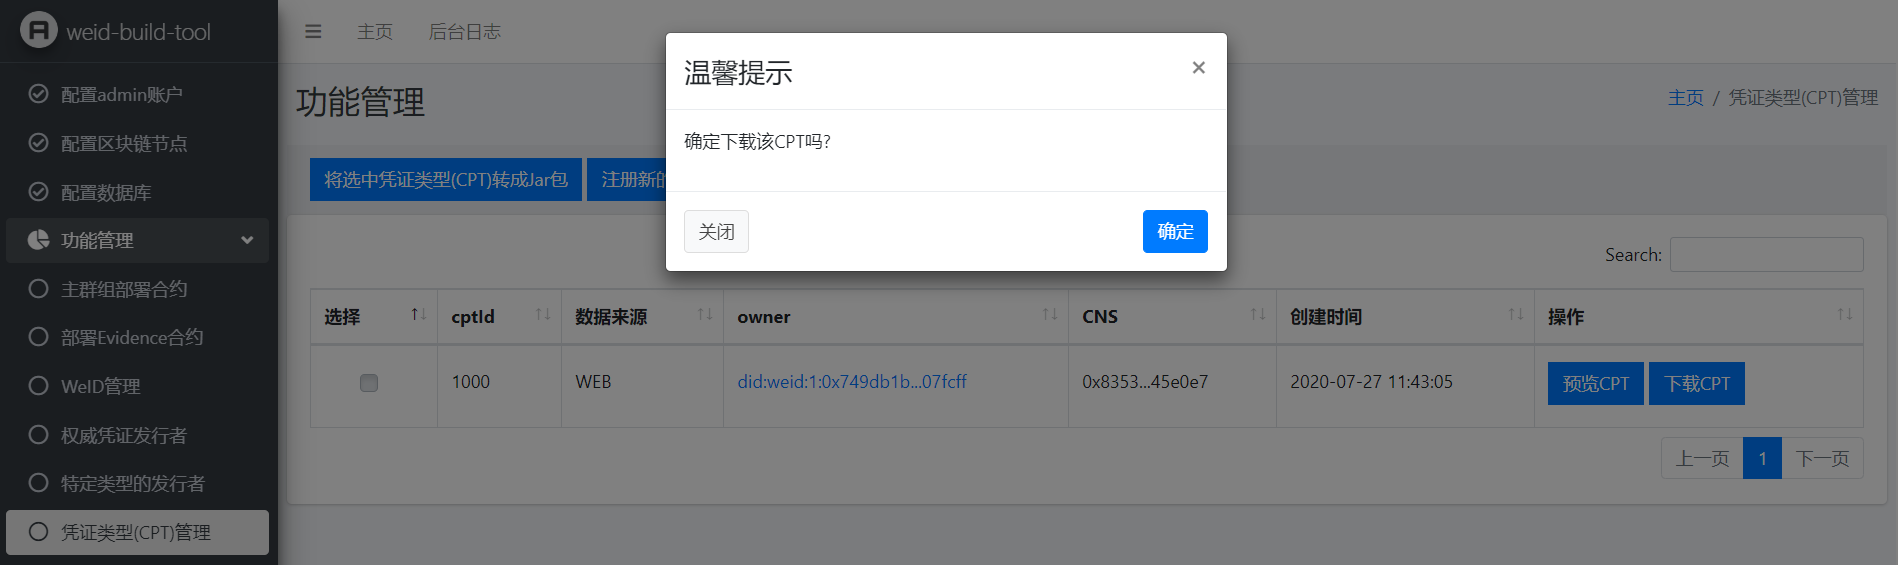 weid-build-tool
配置admin账户
配置区块链节点
配置数据库
功能管理
主群组部署合约
部署Evidence合约
WeID管理
权威凭证发行者
特定类型的发行者
凭证类型(CPT)管理
主页 后台日志
功能管理
主页 / 凭证类型(CPT)管理
将选中凭证类型(CPT)转成Jar包 注册新的
温馨提示 ×
确定下载该CPT吗?
关闭 确定
Search:
选择 cptId 数据来源 owner CNS 创建时间 操作
1000 WEB did:weid:1:0x749db1b...07fcff 0x8353...45e0e7 2020-07-27 11:43:05 预览CPT 下载CPT
上一页 1 下一页